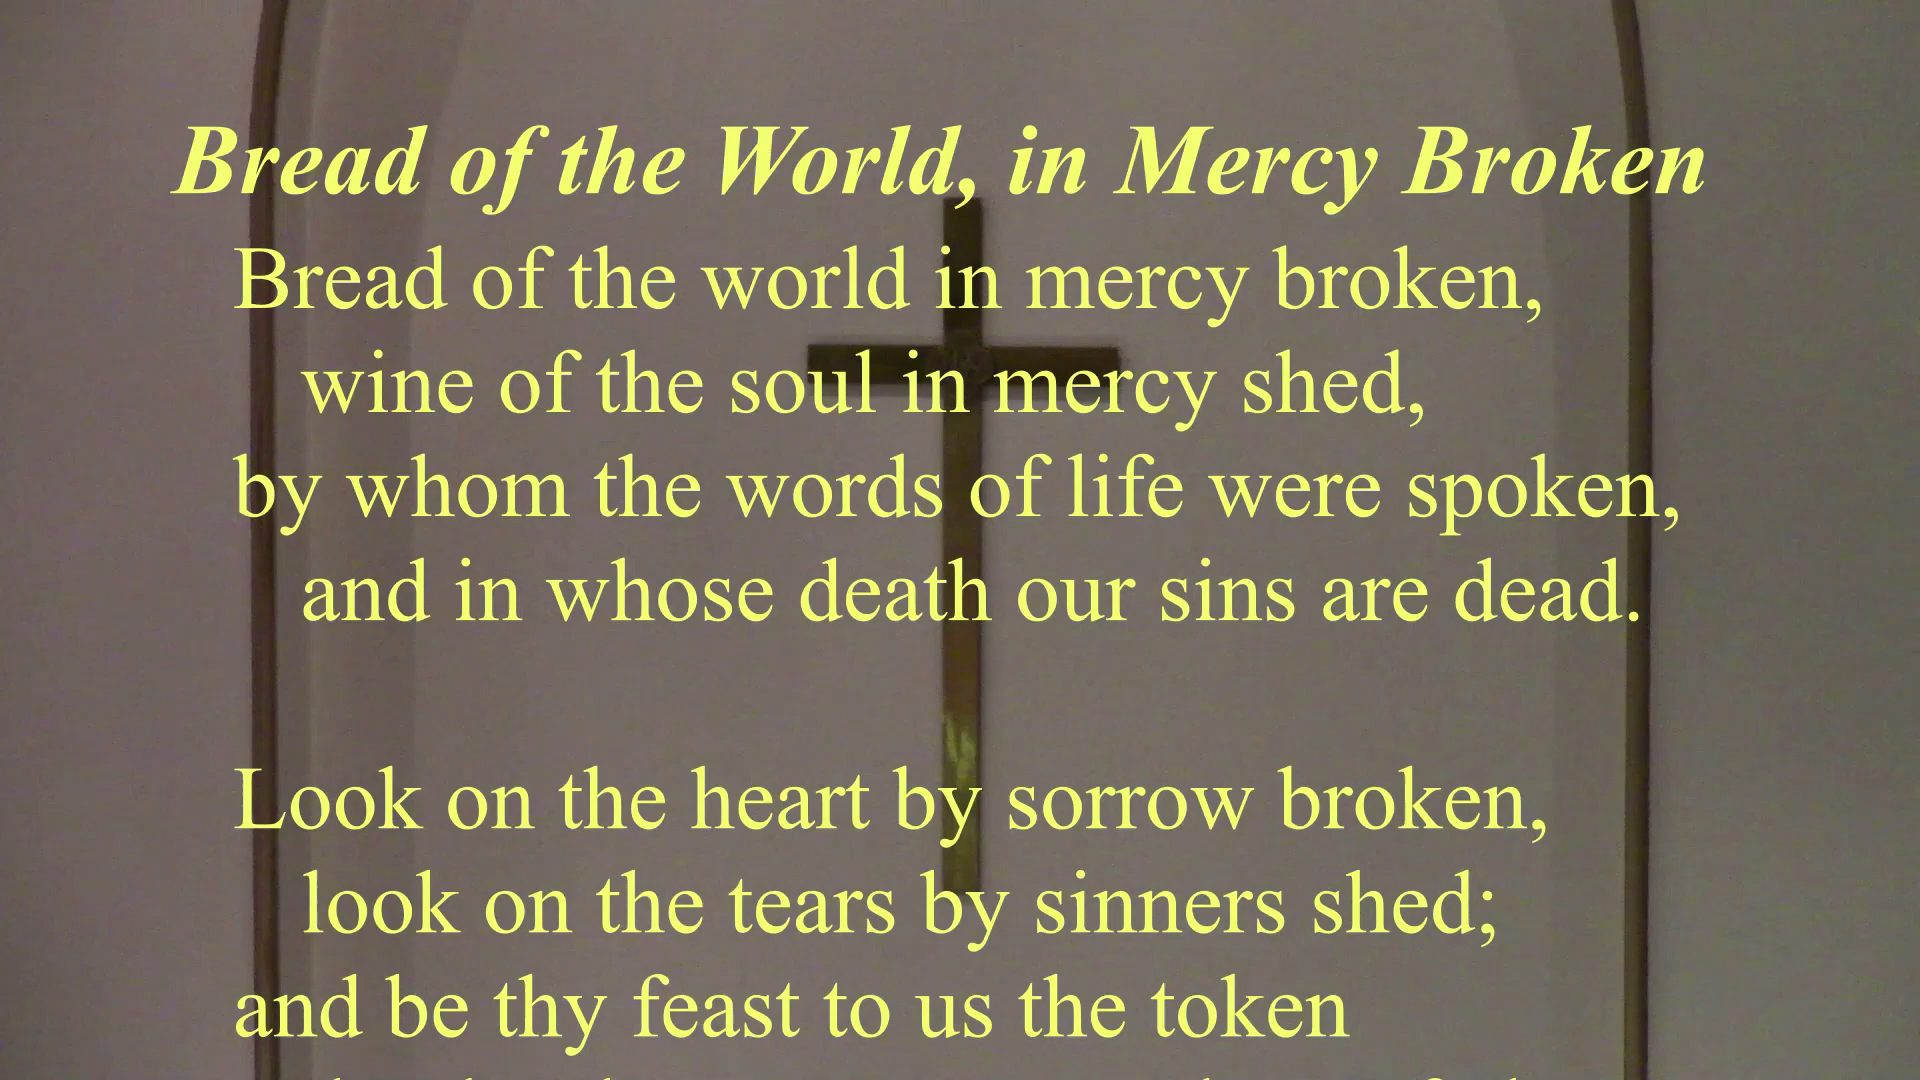 Bread of the World, in Mercy Broken
Bread of the world in mercy broken,
wine of the soul in mercy shed,
by whom the words of life were spoken,
and in whose death our sins are dead.
Look on the heart by sorrow broken,
look on the tears by sinners shed;
and be thy feast to us the token